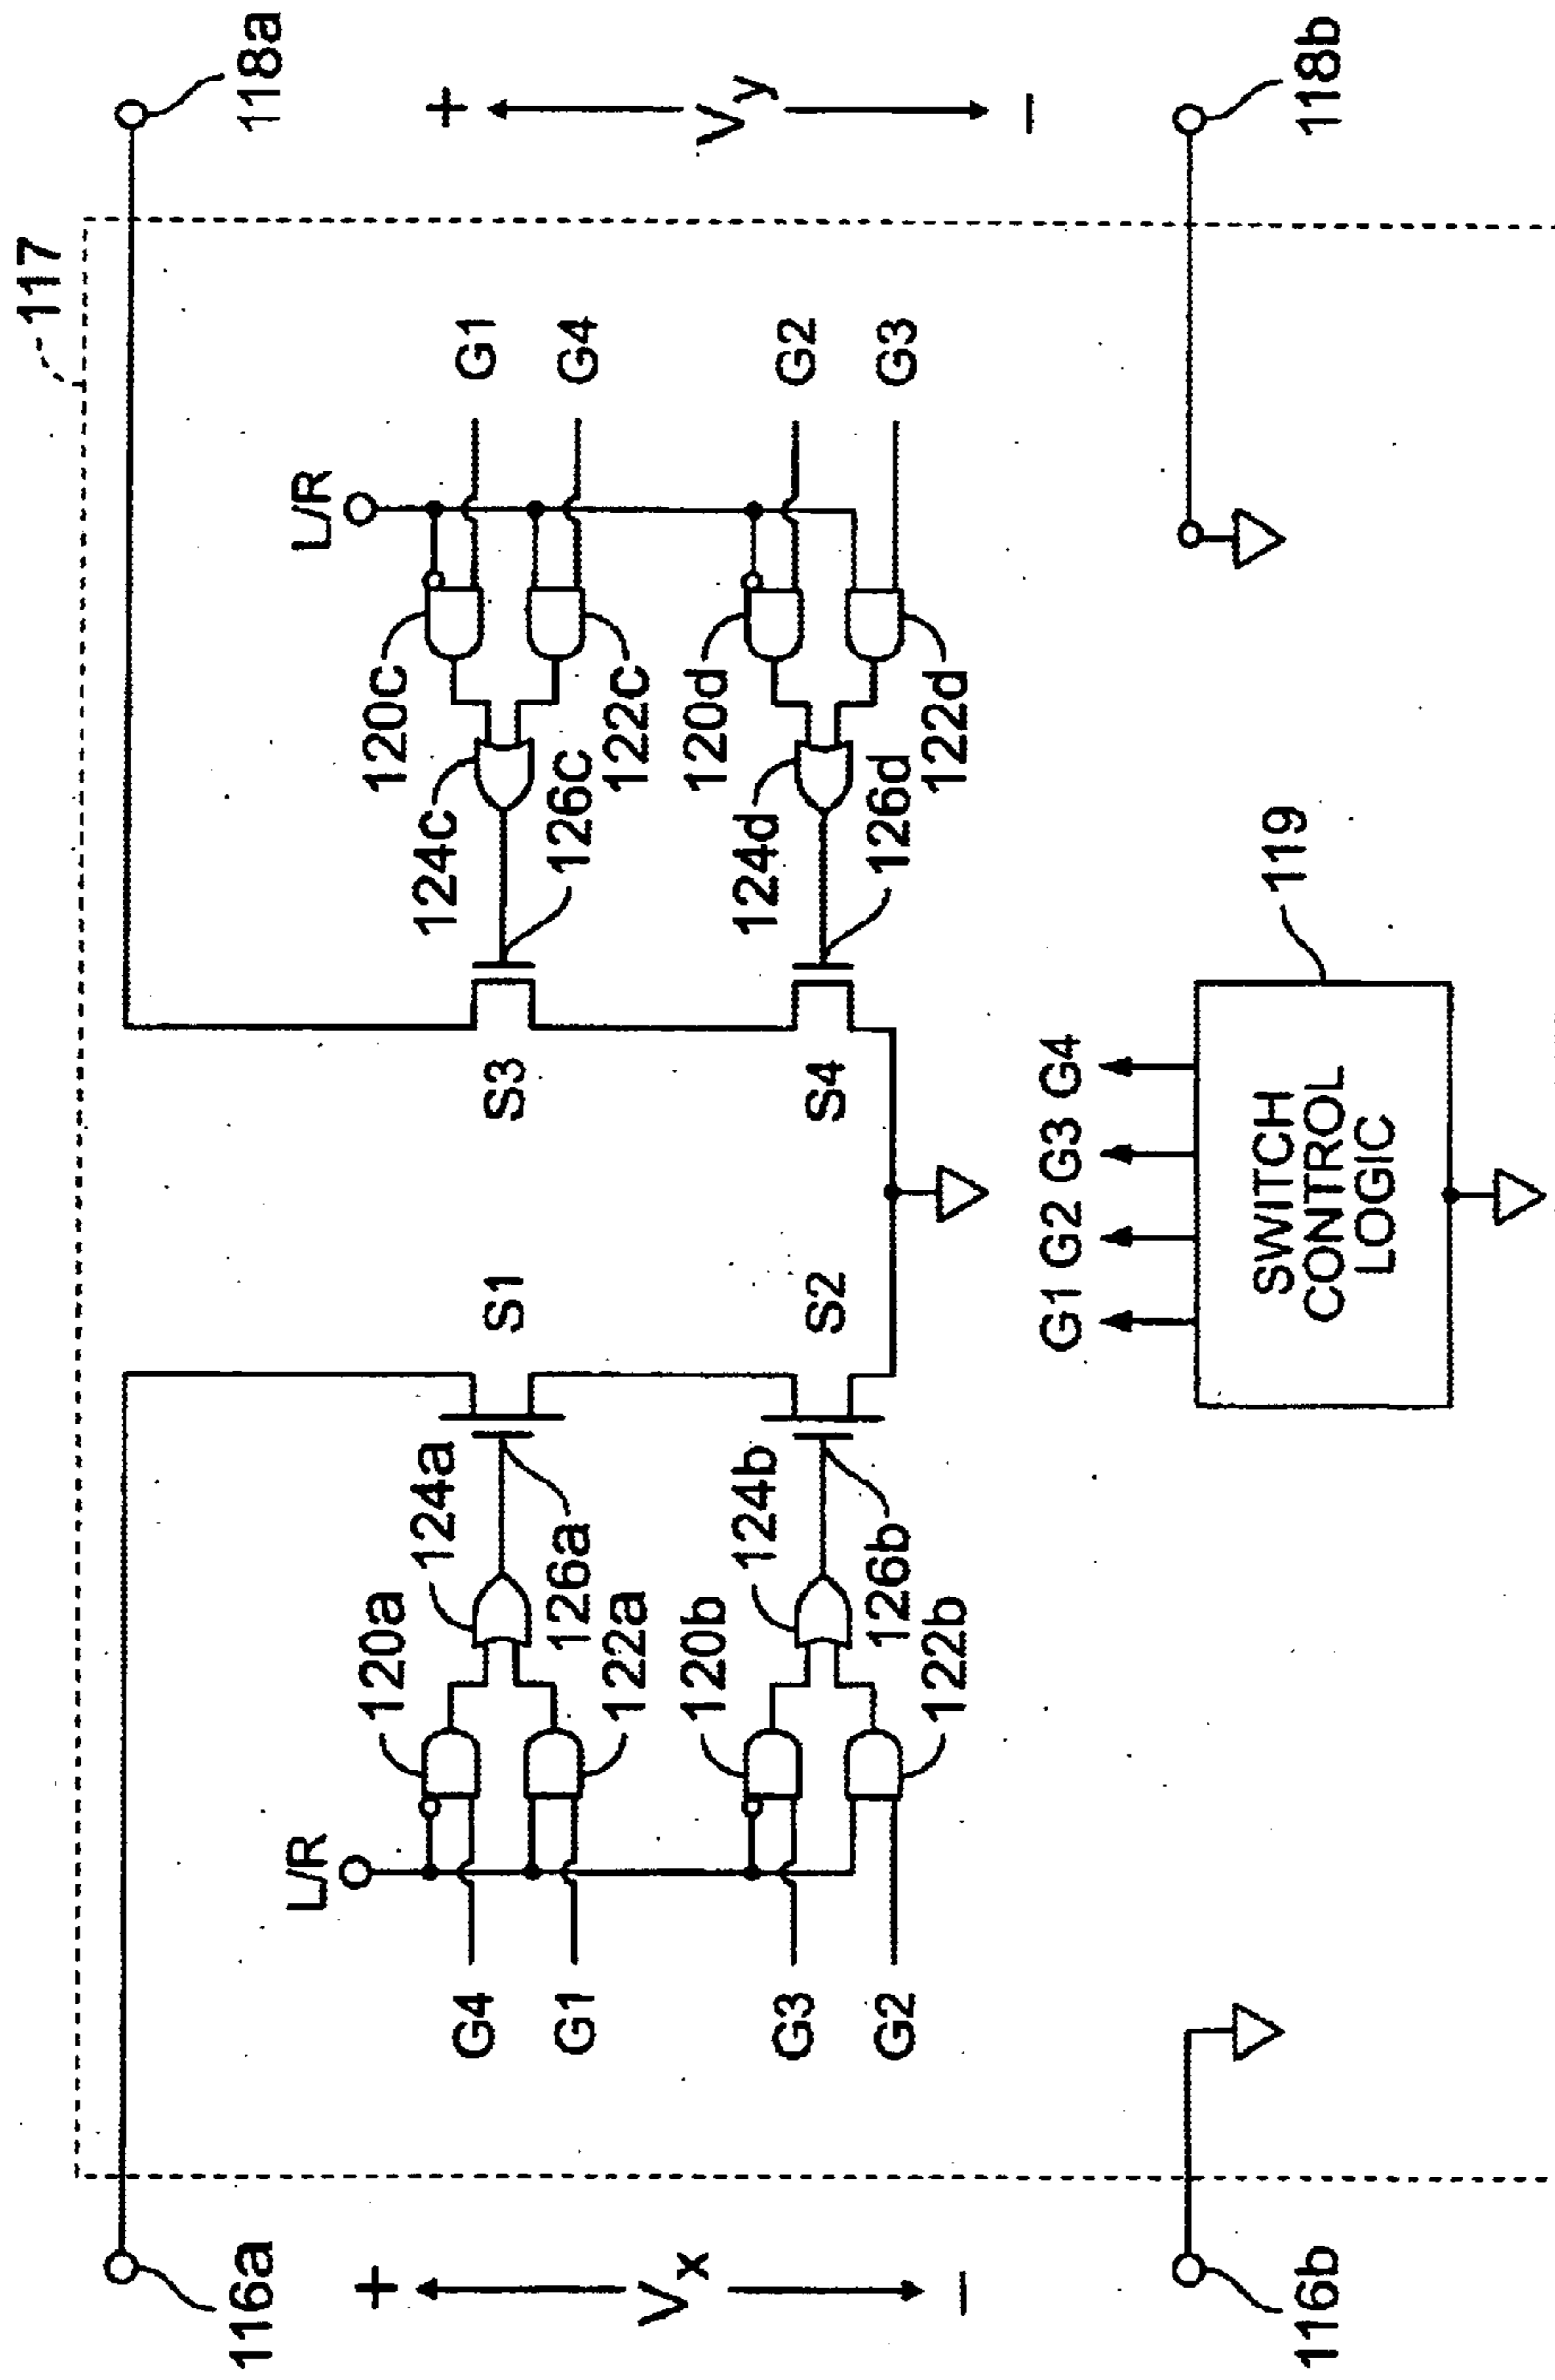 117
116a
118a
+
Vx
−
+
Vy
−
116b
118b
L/R
G4
G1
G3
G2
120a
122a
120b
122b
124a
126a
124b
126b
S1
S2
S3
S4
124c
126c
124d
126d
120c
122c
120d
122d
L/R
G1
G4
G2
G3
G1 G2 G3 G4
SWITCH
CONTROL
LOGIC
119